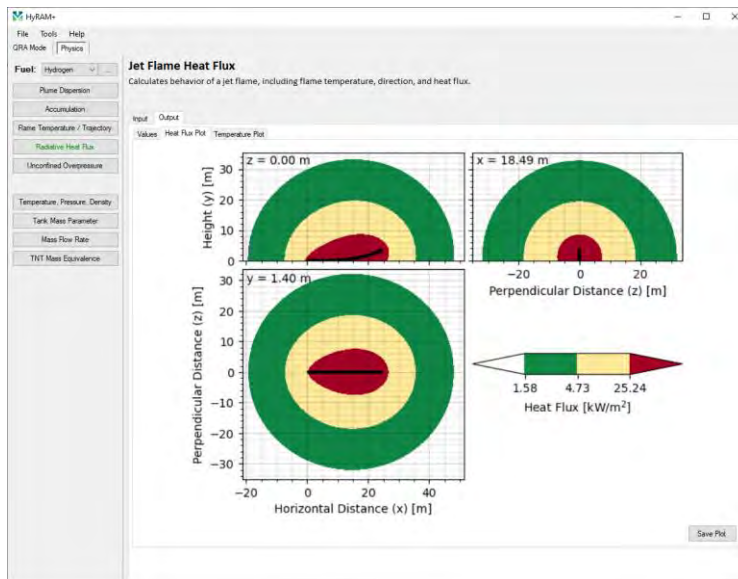 HyRAM+
File Tools Help
QRA Mode Physics
Fuel: Hydrogen ...
Plume Dispersion
Accumulation
Flame Temperature / Trajectory
Radiative Heat Flux
Unconfined Overpressure
Temperature, Pressure, Density
Tank Mass Parameter
Mass Flow Rate
TNT Mass Equivalence
Jet Flame Heat Flux
Calculates behavior of a jet flame, including flame temperature, direction, and heat flux.
Input Output
Values Heat Flux Plot Temperature Plot
z = 0.00 m
Height (y) [m]
30
20
10
0
x = 18.49 m
−20 0 20
Perpendicular Distance (z) [m]
y = 1.40 m
Perpendicular Distance (z) [m]
30
20
10
0
−10
−20
−30
−20 0 20 40
Horizontal Distance (x) [m]
1.58 4.73 25.24
Heat Flux [kW/m²]
Save Plot